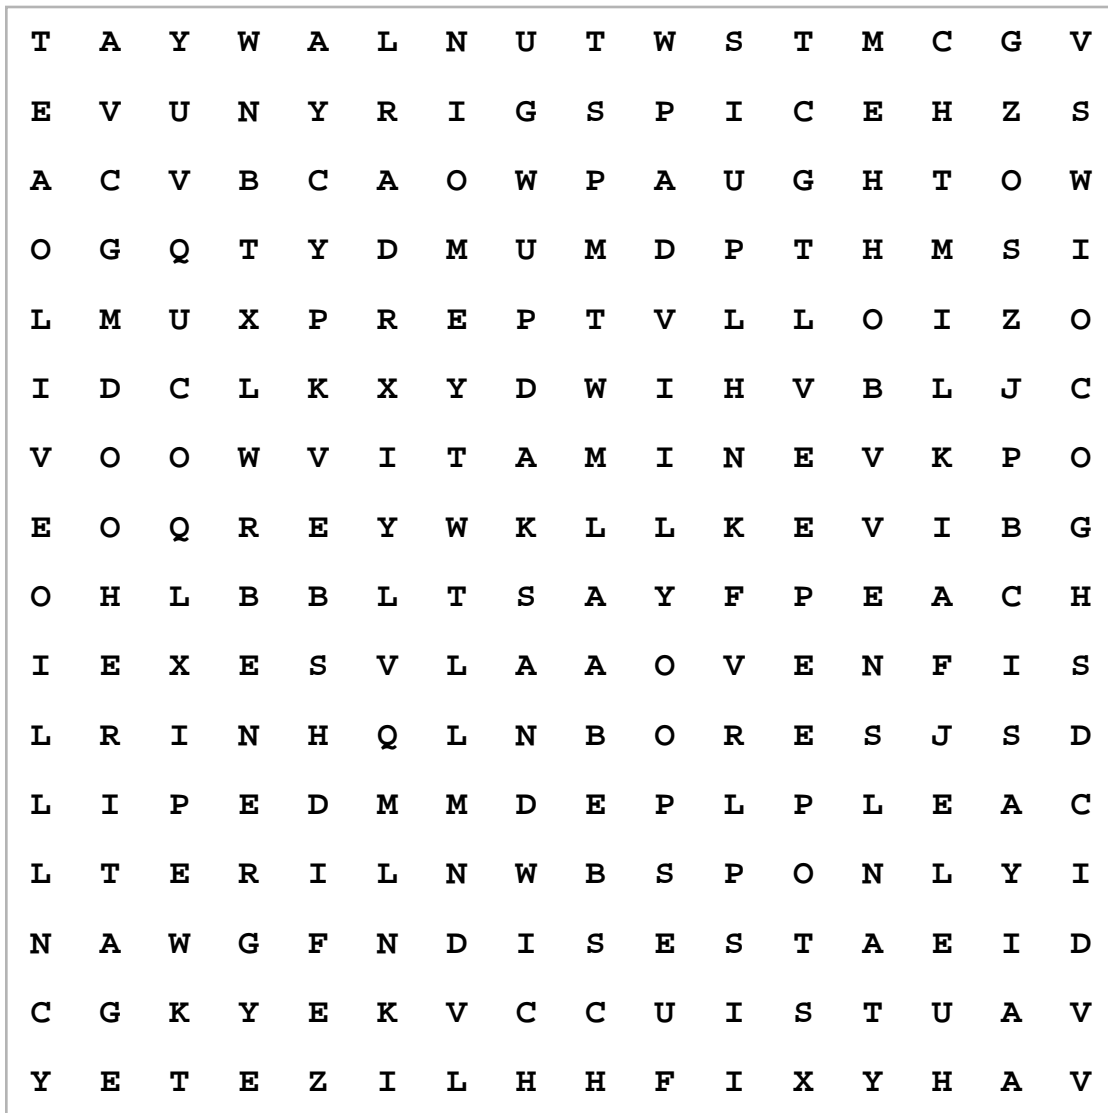 T A Y W A L N U T W S T M C G V
E V U N Y R I G S P I C E H Z S
A C V B C A O W P A U G H T O W
O G Q T Y D M U M D P T H M S I
L M U X P R E P T V L L O I Z O
I D C L K X Y D W I H V B L J C
V O O W V I T A M I N E V K P O
E O Q R E Y W K L L K E V I B G
O H L B B L T S A Y F P E A C H
I E X E S V L A A O V E N F I S
L R I N H Q L N B O R E S J S D
L I P E D M M D E P L P L E A C
L T E R I L N W B S P O N L Y I
N A W G F N D I S E S T A E I D
C G K Y E K V C C U I S T U A V
Y E T E Z I L H H F I X Y H A V